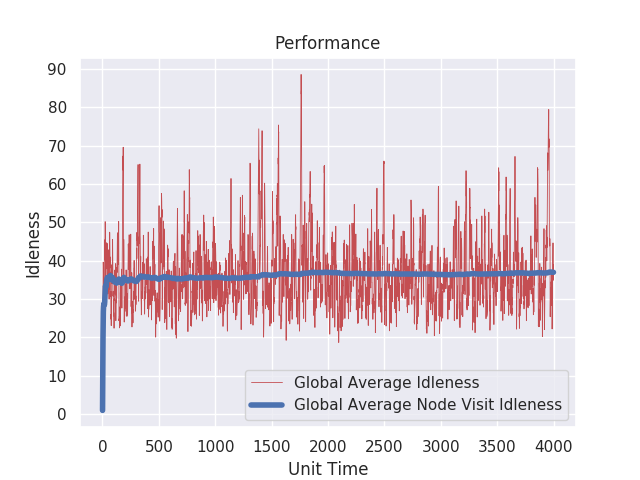 Performance
90
80
70
60
50
40
30
20
10
0
Idleness
Global Average Idleness
Global Average Node Visit Idleness
0 500 1000 1500 2000 2500 3000 3500 4000
Unit Time